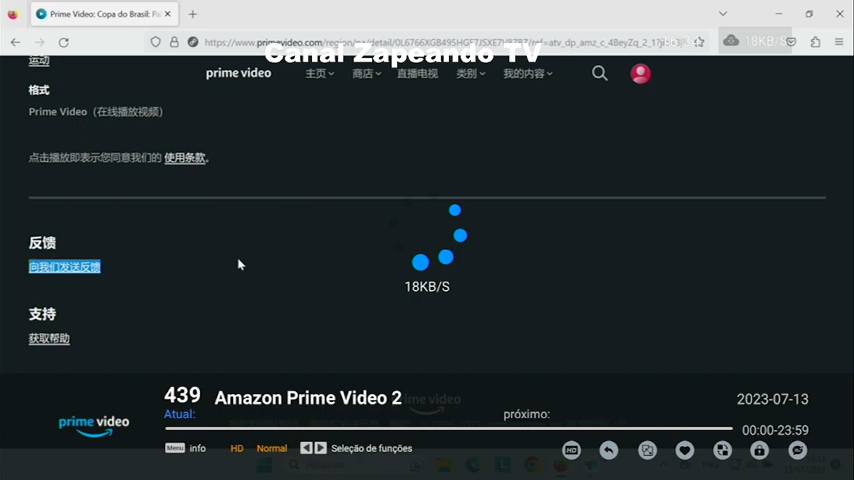 Prime Video: Copa do Brasil: Pa
https://www.primevideo.com/region/na/detail/
18KB/S
Canal Zapeando TV
运动
prime video
主页
商店
直播电视
类别
我的内容
格式
Prime Video（在线播放视频）
点击播放即表示您同意我们的 使用条款。
反馈
向我们发送反馈
18KB/S
支持
获取帮助
439 Amazon Prime Video 2
2023-07-13
prime video
Atual:
próximo:
00:00-23:59
Menu info HD Normal Seleção de funções
HD